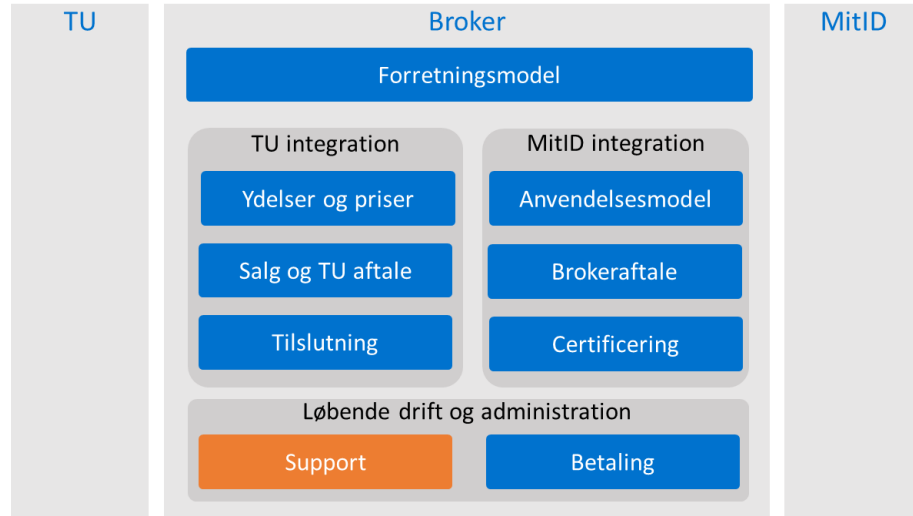 TU
Broker
MitID
Forretningsmodel
TU integration
MitID integration
Ydelser og priser
Anvendelsesmodel
Salg og TU aftale
Brokeraftale
Tilslutning
Certificering
Løbende drift og administration
Support
Betaling